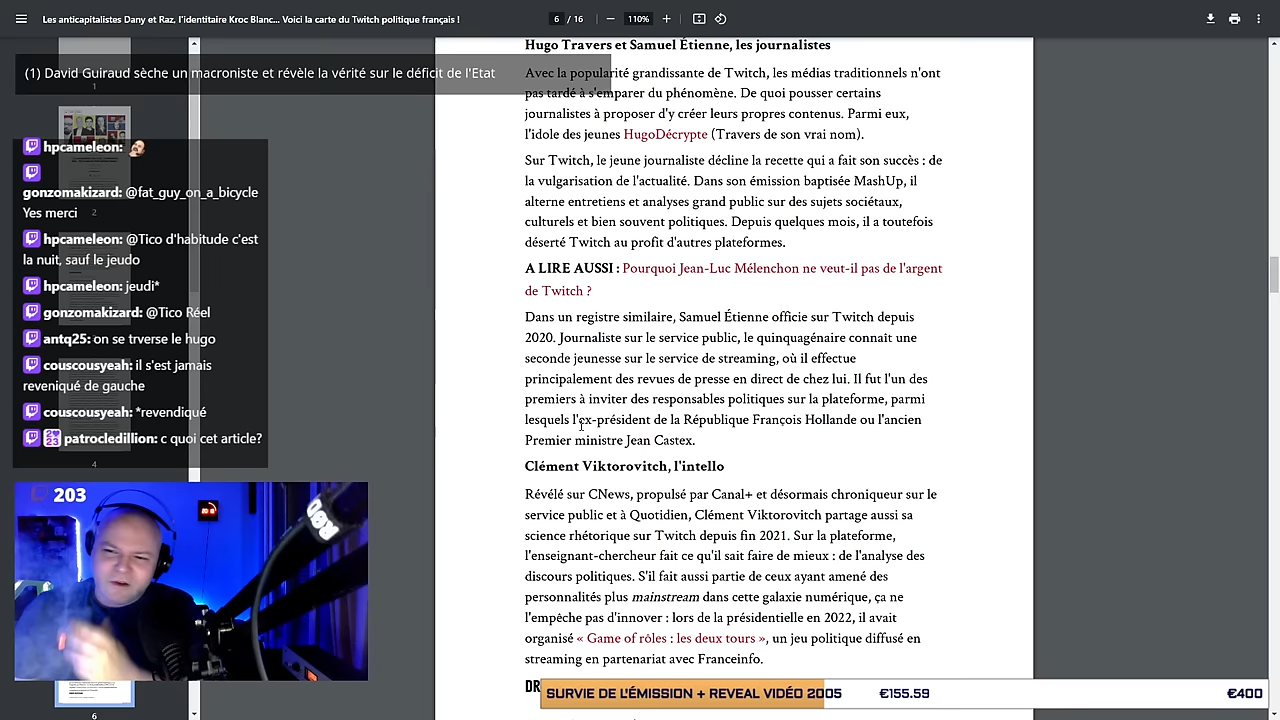 Les anticapitalistes Dany et Raz, l'identitaire Kroc Blanc... Voici la carte du Twitch politique français !
6 / 16
110%
Hugo Travers et Samuel Étienne, les journalistes
(1) David Guiraud sèche un macroniste et révèle la vérité sur le déficit de l'Etat
1
Avec la popularité grandissante de Twitch, les médias traditionnels n'ont
pas tardé à s'emparer du phénomène. De quoi pousser certains
journalistes à proposer d'y créer leurs propres contenus. Parmi eux,
l'idole des jeunes HugoDécrypte (Travers de son vrai nom).
Sur Twitch, le jeune journaliste décline la recette qui a fait son succès : de
la vulgarisation de l'actualité. Dans son émission baptisée MashUp, il
alterne entretiens et analyses grand public sur des sujets sociétaux,
culturels et bien souvent politiques. Depuis quelques mois, il a toutefois
déserté Twitch au profit d'autres plateformes.
A LIRE AUSSI : Pourquoi Jean-Luc Mélenchon ne veut-il pas de l'argent
de Twitch ?
Dans un registre similaire, Samuel Étienne officie sur Twitch depuis
2020. Journaliste sur le service public, le quinquagénaire connaît une
seconde jeunesse sur le service de streaming, où il effectue
principalement des revues de presse en direct de chez lui. Il fut l'un des
premiers à inviter des responsables politiques sur la plateforme, parmi
lesquels l'ex-président de la République François Hollande ou l'ancien
Premier ministre Jean Castex.
Clément Viktorovitch, l'intello
Révélé sur CNews, propulsé par Canal+ et désormais chroniqueur sur le
service public et à Quotidien, Clément Viktorovitch partage aussi sa
science rhétorique sur Twitch depuis fin 2021. Sur la plateforme,
l'enseignant-chercheur fait ce qu'il sait faire de mieux : de l'analyse des
discours politiques. S'il fait aussi partie de ceux ayant amené des
personnalités plus mainstream dans cette galaxie numérique, ça ne
l'empêche pas d'innover : lors de la présidentielle en 2022, il avait
organisé « Game of rôles : les deux tours », un jeu politique diffusé en
streaming en partenariat avec Franceinfo.
DR
hpcameleon:
gonzomakizard: @fat_guy_on_a_bicycle
Yes merci
2
hpcameleon: @Tico d'habitude c'est
la nuit, sauf le jeudo
hpcameleon: jeudi*
gonzomakizard: @Tico Réel
antq25: on se trverse le hugo
couscousyeah: il s'est jamais
reveniqué de gauche
couscousyeah: *revendiqué
23 patrocledillion: c quoi cet article?
4
203
6
SURVIE DE L'ÉMISSION + REVEAL VIDÉO 2005 €155.59 €400